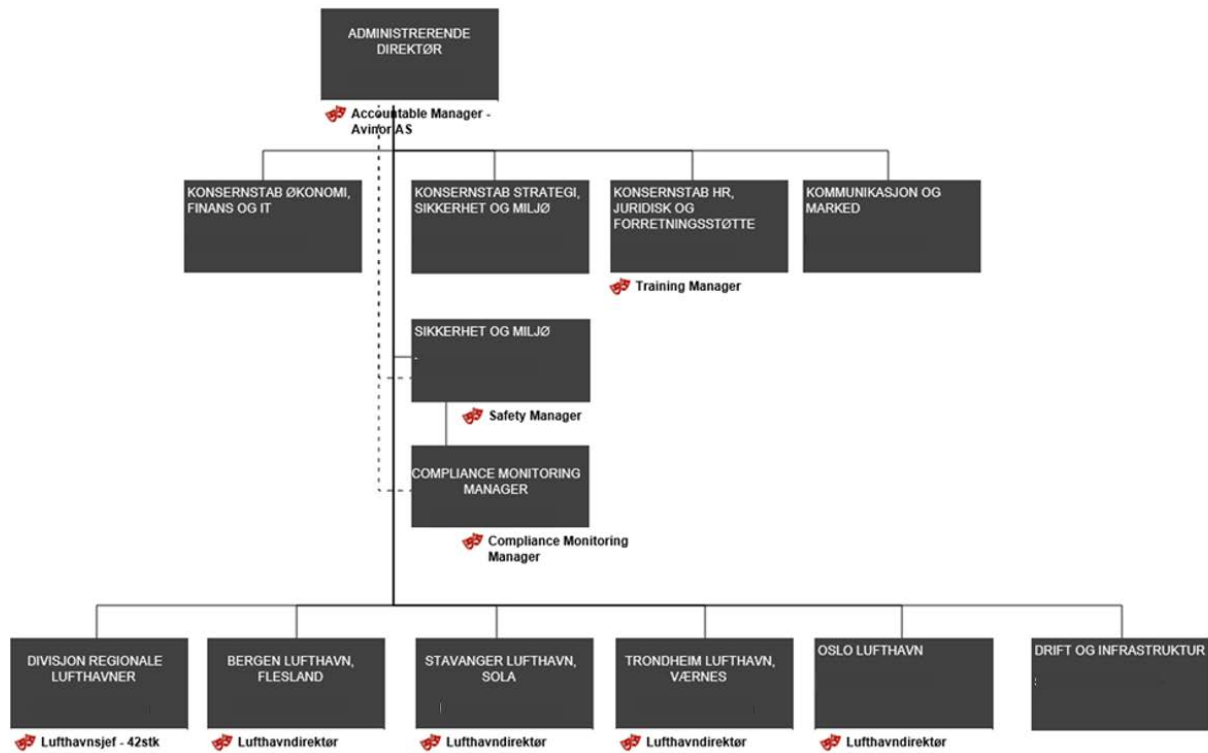 ADMINISTRERENDE
DIREKTØR
Accountable Manager -
Avinor AS
KONSERNSTAB ØKONOMI,
FINANS OG IT
KONSERNSTAB STRATEGI,
SIKKERHET OG MILJØ
KONSERNSTAB HR,
JURIDISK OG
FORRETNINGSSTØTTE
KOMMUNIKASJON OG
MARKED
Training Manager
SIKKERHET OG MILJØ
-
Safety Manager
COMPLIANCE MONITORING
MANAGER
Compliance Monitoring
Manager
DIVISJON REGIONALE
LUFTHAVNER
BERGEN LUFTHAVN,
FLESLAND
STAVANGER LUFTHAVN,
SOLA
TRONDHEIM LUFTHAVN,
VÆRNES
OSLO LUFTHAVN
DRIFT OG INFRASTRUKTUR
Lufthavnsjef - 42stk
Lufthavndirektør
Lufthavndirektør
Lufthavndirektør
Lufthavndirektør